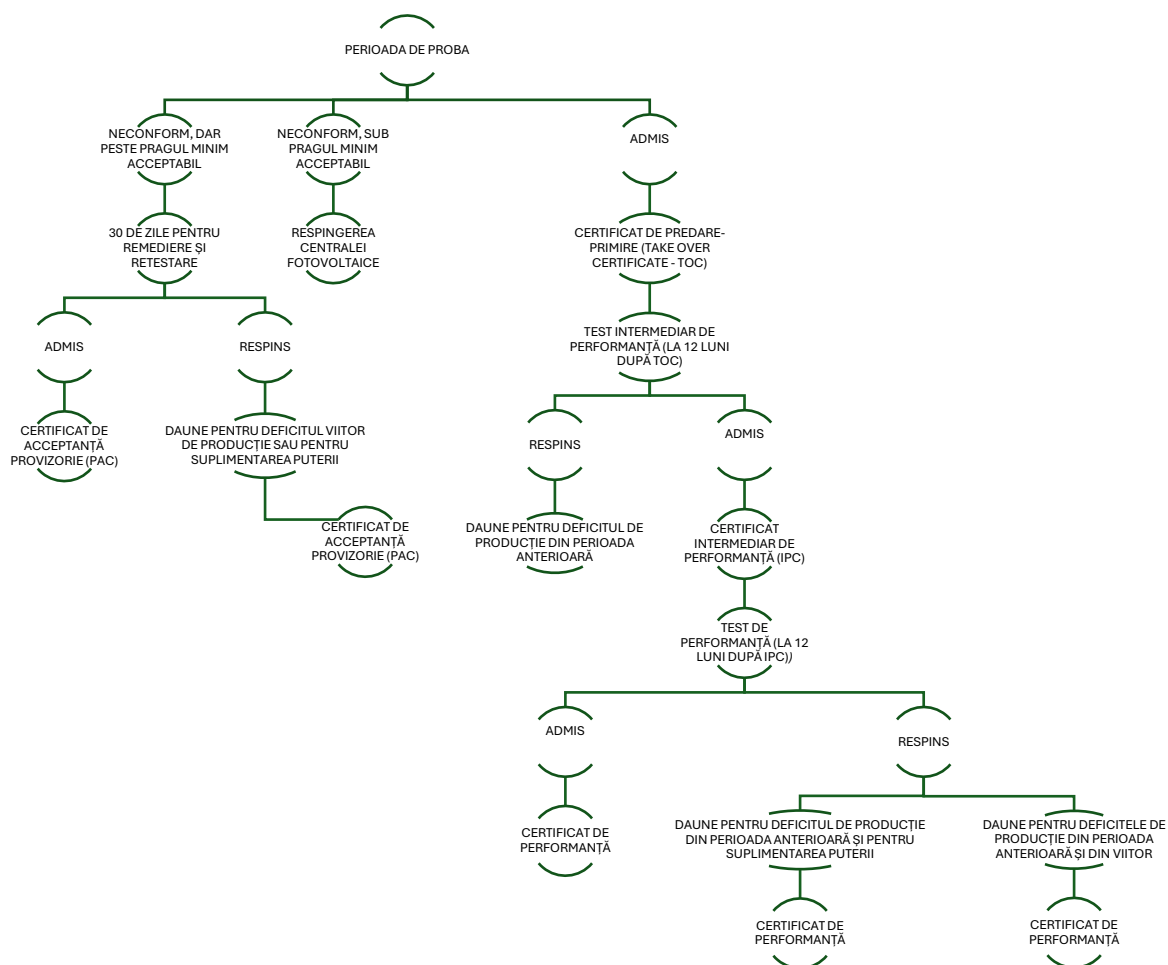 PERIOADA DE PROBA
NECONFORM, DAR
PESTE PRAGUL MINIM
ACCEPTABIL
NECONFORM, SUB
PRAGUL MINIM
ACCEPTABIL
ADMIS
30 DE ZILE PENTRU
REMEDIERE ȘI
RETESTARE
RESPINGEREA
CENTRALEI
FOTOVOLTAICE
CERTIFICAT DE PREDARE-
PRIMIRE (TAKE OVER
CERTIFICATE - TOC)
ADMIS
RESPINS
TEST INTERMEDIAR DE
PERFORMANȚĂ (LA 12 LUNI
DUPĂ TOC)
CERTIFICAT DE
ACCEPTANȚĂ
PROVIZORIE (PAC)
DAUNE PENTRU DEFICITUL VIITOR
DE PRODUCȚIE SAU PENTRU
SUPLIMENTAREA PUTERII
RESPINS
ADMIS
CERTIFICAT DE
ACCEPTANȚĂ
PROVIZORIE (PAC)
DAUNE PENTRU DEFICITUL DE
PRODUCȚIE DIN PERIOADA
ANTERIOARĂ
CERTIFICAT
INTERMEDIAR DE
PERFORMANȚĂ (IPC)
TEST DE
PERFORMANȚĂ (LA 12
LUNI DUPĂ IPC))
ADMIS
RESPINS
CERTIFICAT DE
PERFORMANȚĂ
DAUNE PENTRU DEFICITUL DE PRODUCȚIE
DIN PERIOADA ANTERIOARĂ ȘI PENTRU
SUPLIMENTAREA PUTERII
DAUNE PENTRU DEFICITELE DE
PRODUCȚIE DIN PERIOADA
ANTERIOARĂ ȘI DIN VIITOR
CERTIFICAT DE
PERFORMANȚĂ
CERTIFICAT DE
PERFORMANȚĂ